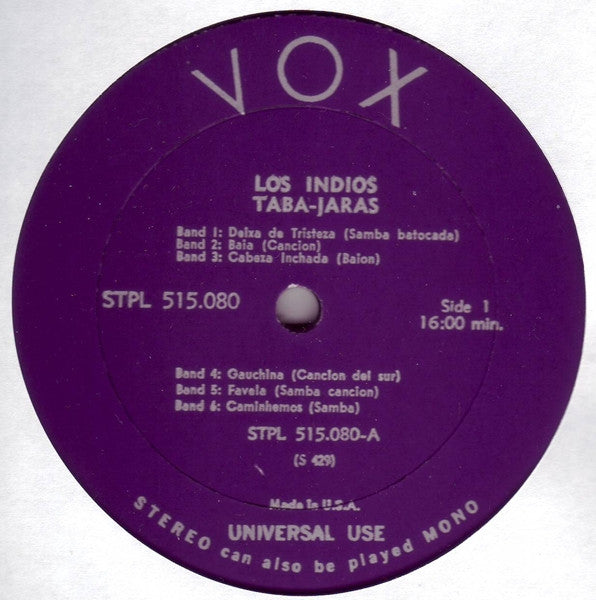 VOX
LOS INDIOS
TABA-JARAS
Band 1: Deixa de Tristeza (Samba batocada)
Band 2: Baia (Cancion)
Band 3: Cabeza Inchada (Baion)
STPL 515.080
Side 1
16:00 min.
Band 4: Gauchina (Cancion del sur)
Band 5: Favela (Samba cancion)
Band 6: Caminhemos (Samba)
STPL 515.080-A
(S 429)
Made in U.S.A.
UNIVERSAL USE
STEREO can also be played MONO